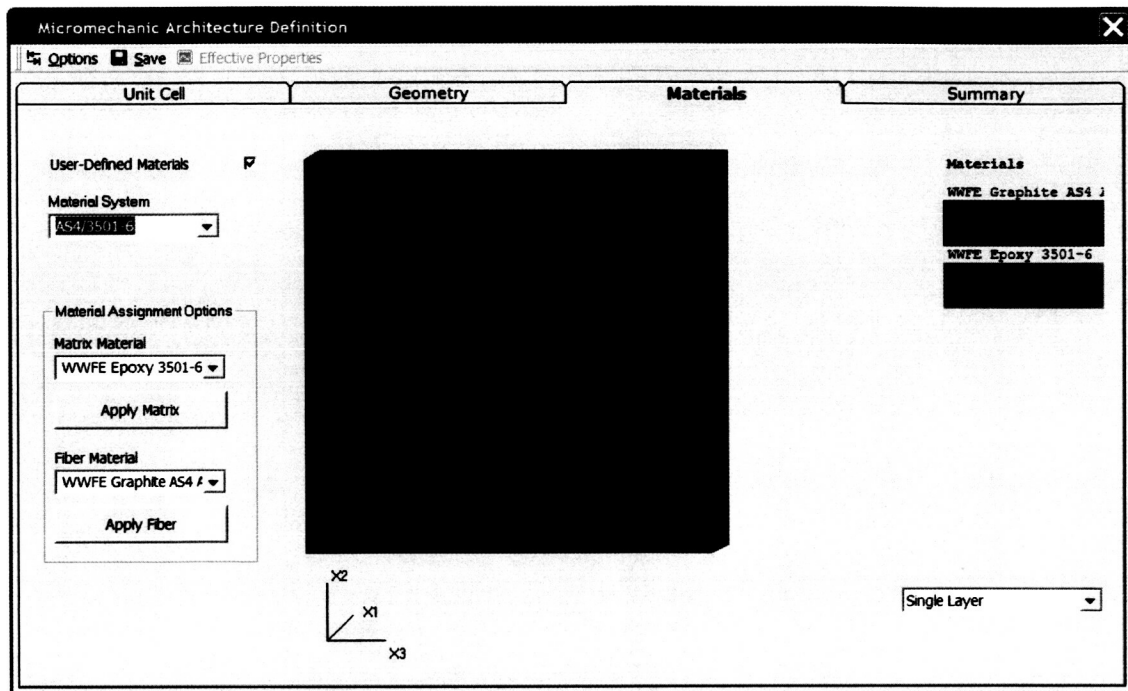 Micromechanic Architecture Definition
Options Save Effective Properties
Unit Cell Geometry Materials Summary
User-Defined Materials
Material System
AS4/3501-6
Material Assignment Options
Matrix Material
WWFE Epoxy 3501-6
Apply Matrix
Fiber Material
WWFE Graphite AS4
Apply Fiber
Materials
WWFE Graphite AS4
WWFE Epoxy 3501-6
X2
X1
X3
Single Layer